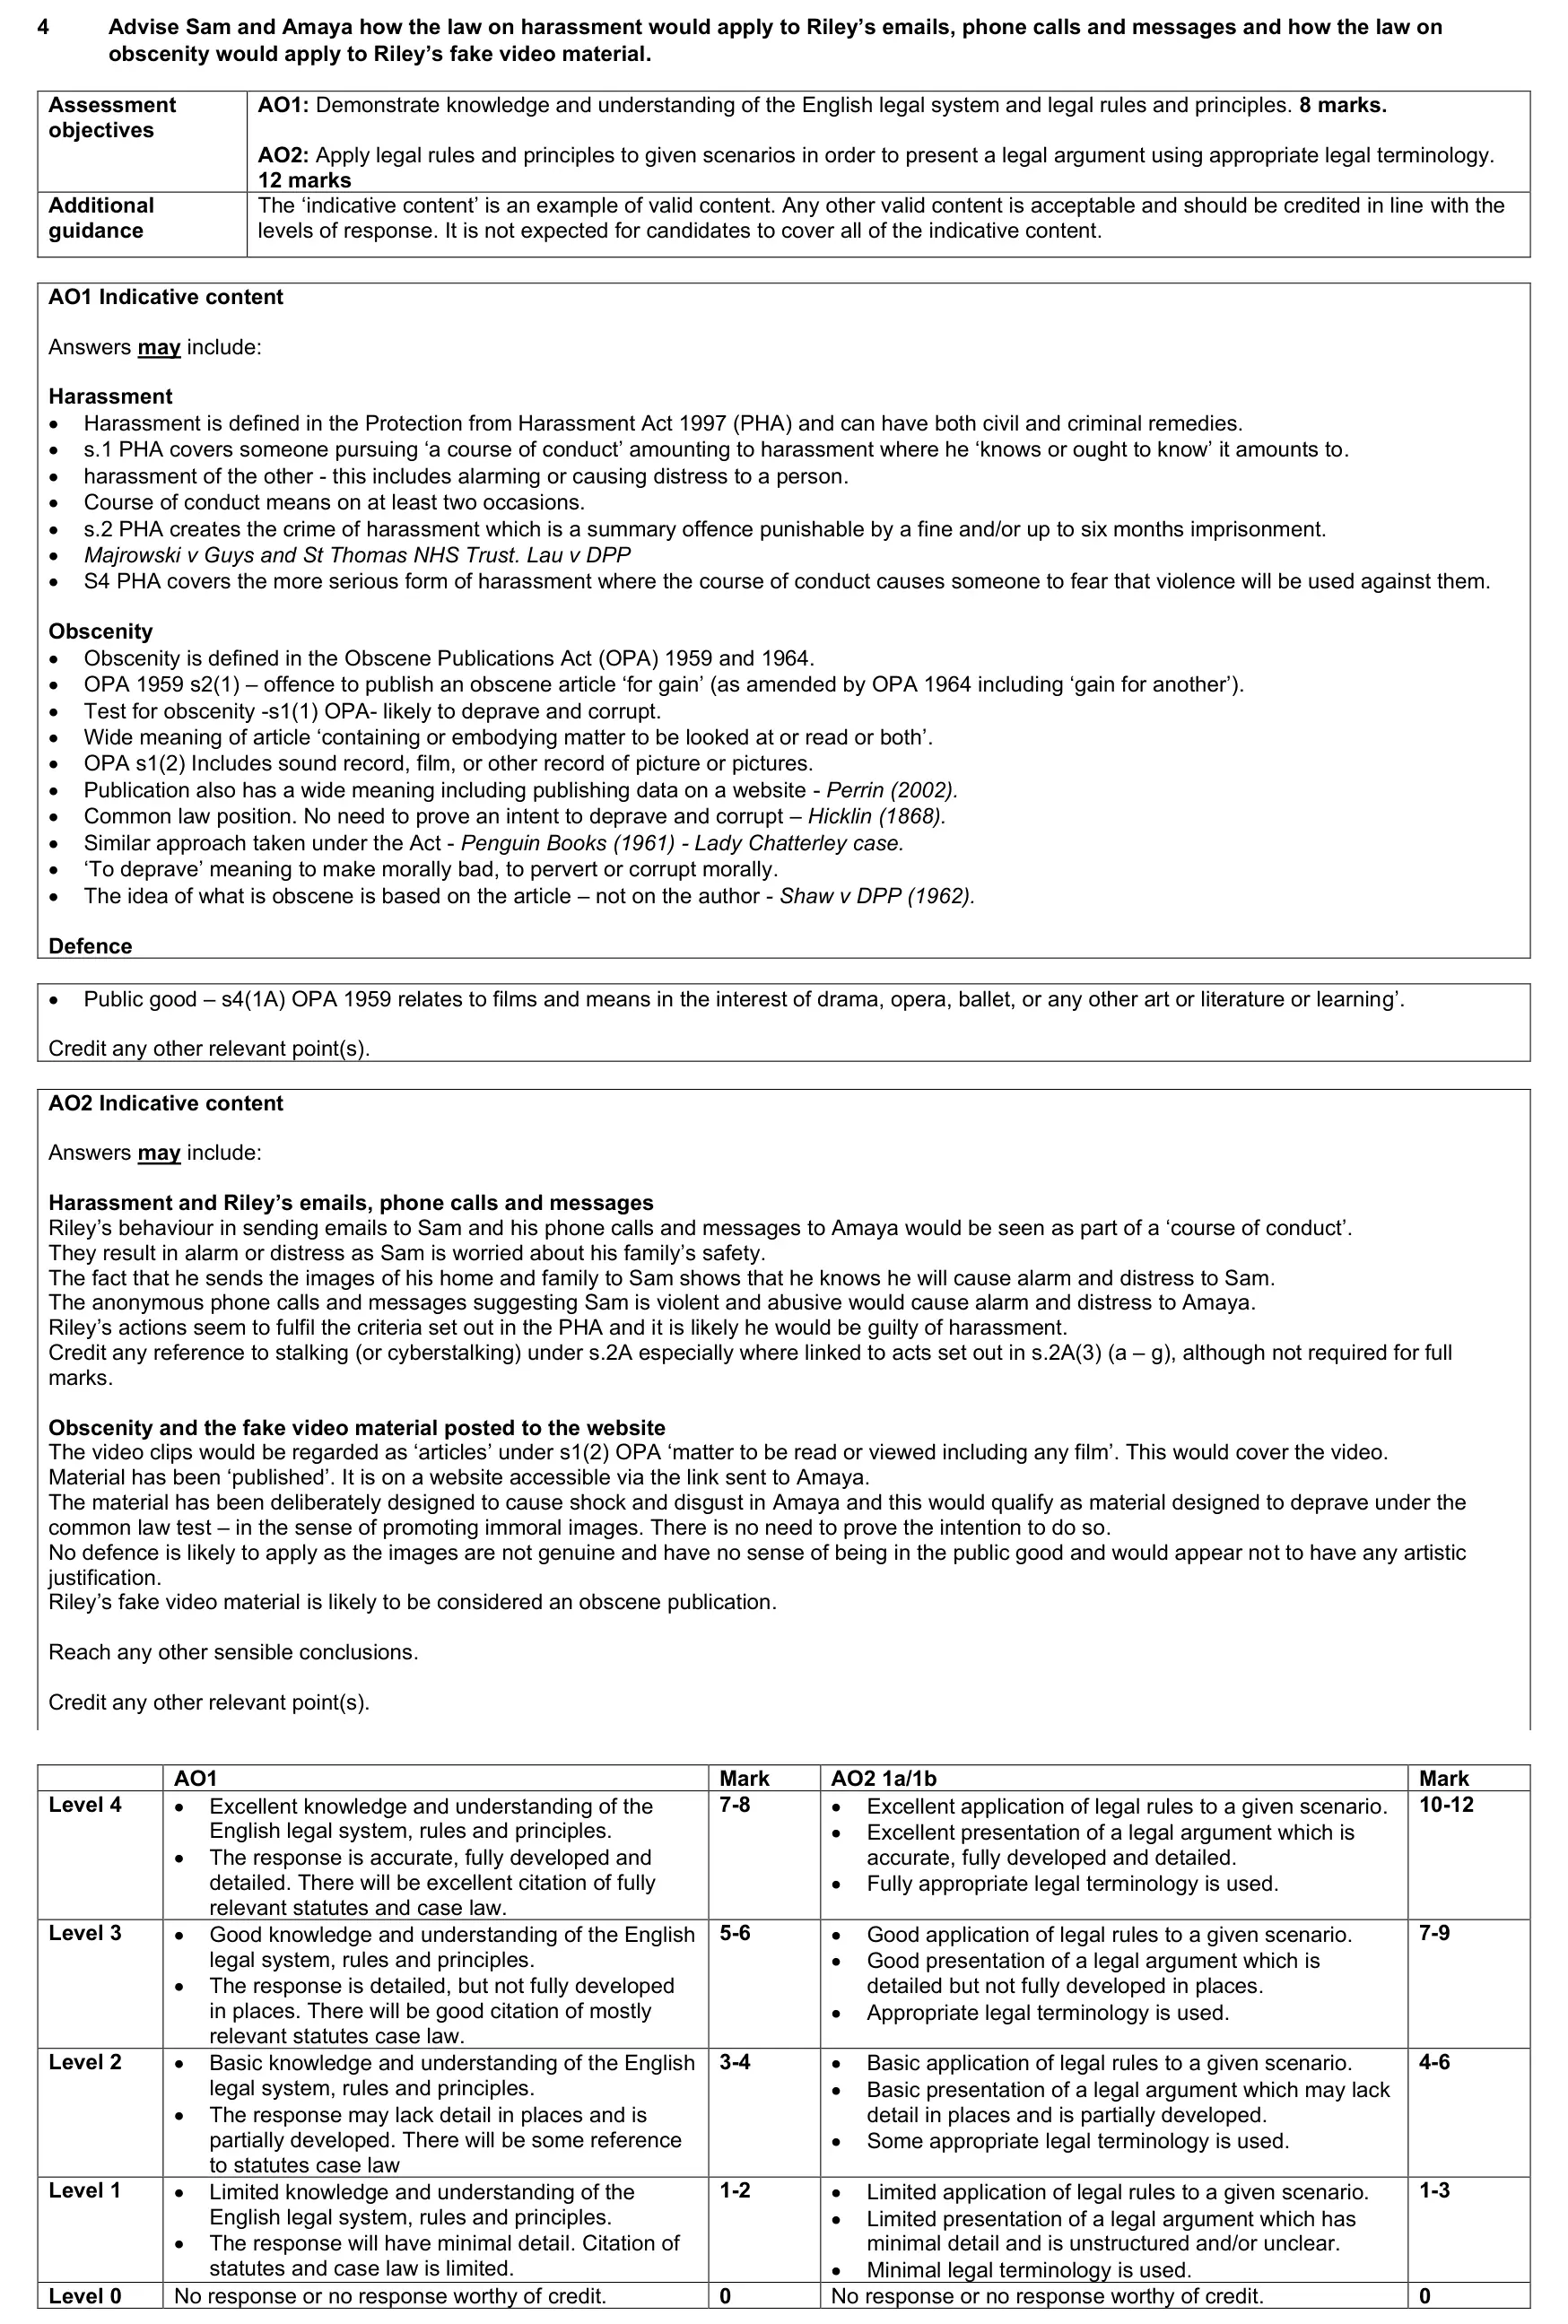 4 Advise Sam and Amaya how the law on harassment would apply to Riley's emails, phone calls and messages and how the law on
obscenity would apply to Riley's fake video material.
Assessment
objectives
AO1: Demonstrate knowledge and understanding of the English legal system and legal rules and principles. 8 marks.
AO2: Apply legal rules and principles to given scenarios in order to present a legal argument using appropriate legal terminology.
12 marks
Additional
guidance
The 'indicative content' is an example of valid content. Any other valid content is acceptable and should be credited in line with the
levels of response. It is not expected for candidates to cover all of the indicative content.
AO1 Indicative content
Answers may include:
Harassment
• Harassment is defined in the Protection from Harassment Act 1997 (PHA) and can have both civil and criminal remedies.
• s.1 PHA covers someone pursuing 'a course of conduct' amounting to harassment where he 'knows or ought to know' it amounts to.
• harassment of the other - this includes alarming or causing distress to a person.
• Course of conduct means on at least two occasions.
• s.2 PHA creates the crime of harassment which is a summary offence punishable by a fine and/or up to six months imprisonment.
• Majrowski v Guys and St Thomas NHS Trust. Lau v DPP
• S4 PHA covers the more serious form of harassment where the course of conduct causes someone to fear that violence will be used against them.
Obscenity
• Obscenity is defined in the Obscene Publications Act (OPA) 1959 and 1964.
• OPA 1959 s2(1) – offence to publish an obscene article 'for gain' (as amended by OPA 1964 including 'gain for another').
• Test for obscenity -s1(1) OPA- likely to deprave and corrupt.
• Wide meaning of article 'containing or embodying matter to be looked at or read or both'.
• OPA s1(2) Includes sound record, film, or other record of picture or pictures.
• Publication also has a wide meaning including publishing data on a website - Perrin (2002).
• Common law position. No need to prove an intent to deprave and corrupt – Hicklin (1868).
• Similar approach taken under the Act - Penguin Books (1961) - Lady Chatterley case.
• 'To deprave' meaning to make morally bad, to pervert or corrupt morally.
• The idea of what is obscene is based on the article – not on the author - Shaw v DPP (1962).
Defence
• Public good – s4(1A) OPA 1959 relates to films and means in the interest of drama, opera, ballet, or any other art or literature or learning'.
Credit any other relevant point(s).
AO2 Indicative content
Answers may include:
Harassment and Riley's emails, phone calls and messages
Riley's behaviour in sending emails to Sam and his phone calls and messages to Amaya would be seen as part of a 'course of conduct'.
They result in alarm or distress as Sam is worried about his family's safety.
The fact that he sends the images of his home and family to Sam shows that he knows he will cause alarm and distress to Sam.
The anonymous phone calls and messages suggesting Sam is violent and abusive would cause alarm and distress to Amaya.
Riley's actions seem to fulfil the criteria set out in the PHA and it is likely he would be guilty of harassment.
Credit any reference to stalking (or cyberstalking) under s.2A especially where linked to acts set out in s.2A(3) (a – g), although not required for full
marks.
Obscenity and the fake video material posted to the website
The video clips would be regarded as 'articles' under s1(2) OPA 'matter to be read or viewed including any film'. This would cover the video.
Material has been 'published'. It is on a website accessible via the link sent to Amaya.
The material has been deliberately designed to cause shock and disgust in Amaya and this would qualify as material designed to deprave under the
common law test – in the sense of promoting immoral images. There is no need to prove the intention to do so.
No defence is likely to apply as the images are not genuine and have no sense of being in the public good and would appear not to have any artistic
justification.
Riley's fake video material is likely to be considered an obscene publication.
Reach any other sensible conclusions.
Credit any other relevant point(s).
AO1 Mark AO2 1a/1b Mark
Level 4
• Excellent knowledge and understanding of the
English legal system, rules and principles.
• The response is accurate, fully developed and
detailed. There will be excellent citation of fully
relevant statutes and case law.
7-8
• Excellent application of legal rules to a given scenario.
• Excellent presentation of a legal argument which is
accurate, fully developed and detailed.
• Fully appropriate legal terminology is used.
10-12
Level 3
• Good knowledge and understanding of the English
legal system, rules and principles.
• The response is detailed, but not fully developed
in places. There will be good citation of mostly
relevant statutes case law.
5-6
• Good application of legal rules to a given scenario.
• Good presentation of a legal argument which is
detailed but not fully developed in places.
• Appropriate legal terminology is used.
7-9
Level 2
• Basic knowledge and understanding of the English
legal system, rules and principles.
• The response may lack detail in places and is
partially developed. There will be some reference
to statutes case law
3-4
• Basic application of legal rules to a given scenario.
• Basic presentation of a legal argument which may lack
detail in places and is partially developed.
• Some appropriate legal terminology is used.
4-6
Level 1
• Limited knowledge and understanding of the
English legal system, rules and principles.
• The response will have minimal detail. Citation of
statutes and case law is limited.
1-2
• Limited application of legal rules to a given scenario.
• Limited presentation of a legal argument which has
minimal detail and is unstructured and/or unclear.
• Minimal legal terminology is used.
1-3
Level 0
No response or no response worthy of credit.
0
No response or no response worthy of credit.
0